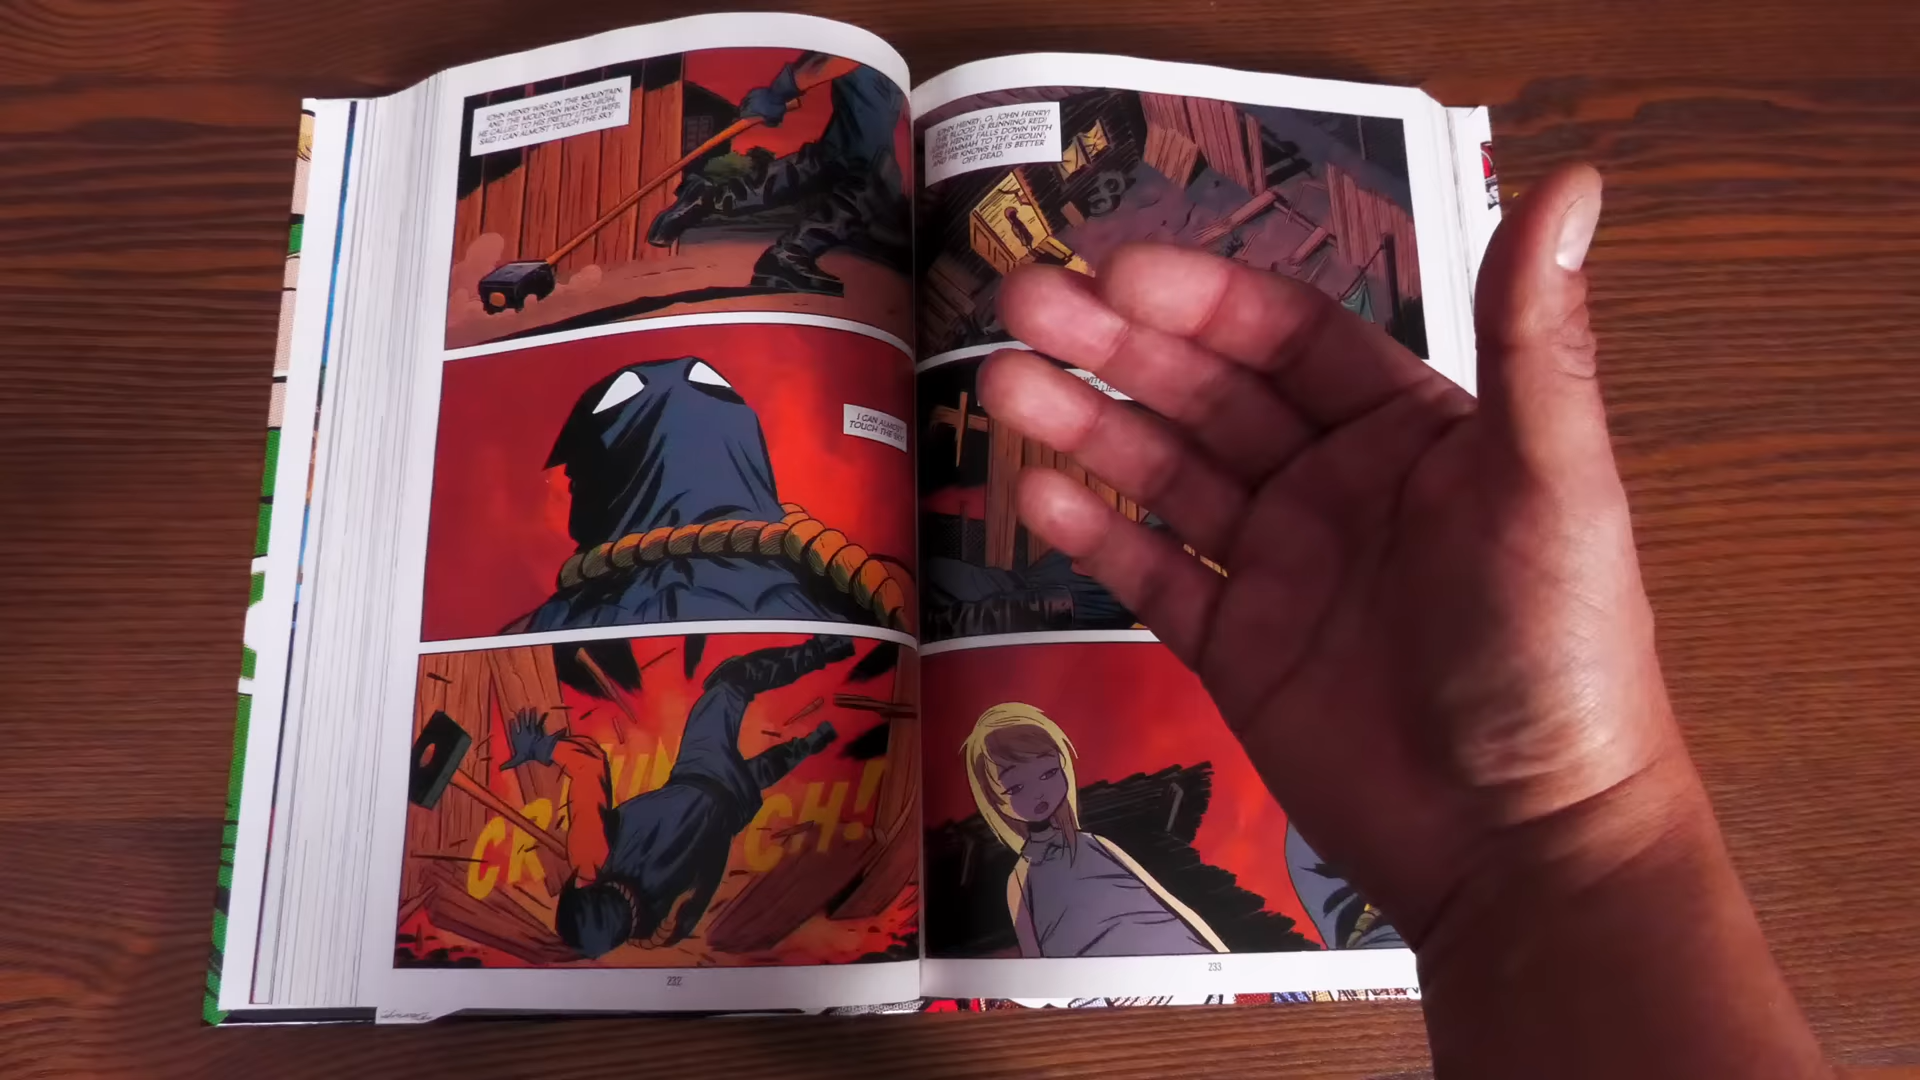 JOHN HENRY WAS ON THE MOUNTAIN,
AND THE MOUNTAIN WAS SO HIGH,
HE CALLED TO HIS PRETTY LITTLE WIFE,
SAID I CAN ALMOST TOUCH THE SKY.
I CAN ALMOST
TOUCH THE SKY.
CRUNCH!
232
JOHN HENRY, O, JOHN HENRY!
THE BLOOD IS RUNNING RED!
JOHN HENRY FALLS DOWN WITH
HIS HAMMAH TO TH' GROUN',
AND HE KNOWS HE IS BETTER
OFF DEAD.
233